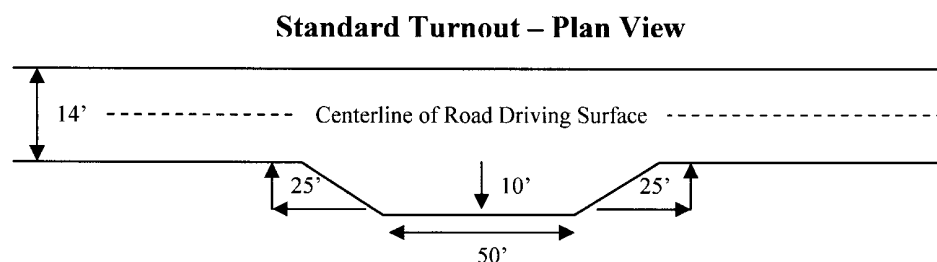 Standard Turnout – Plan View
14’
Centerline of Road Driving Surface
25’
10’
25’
50’